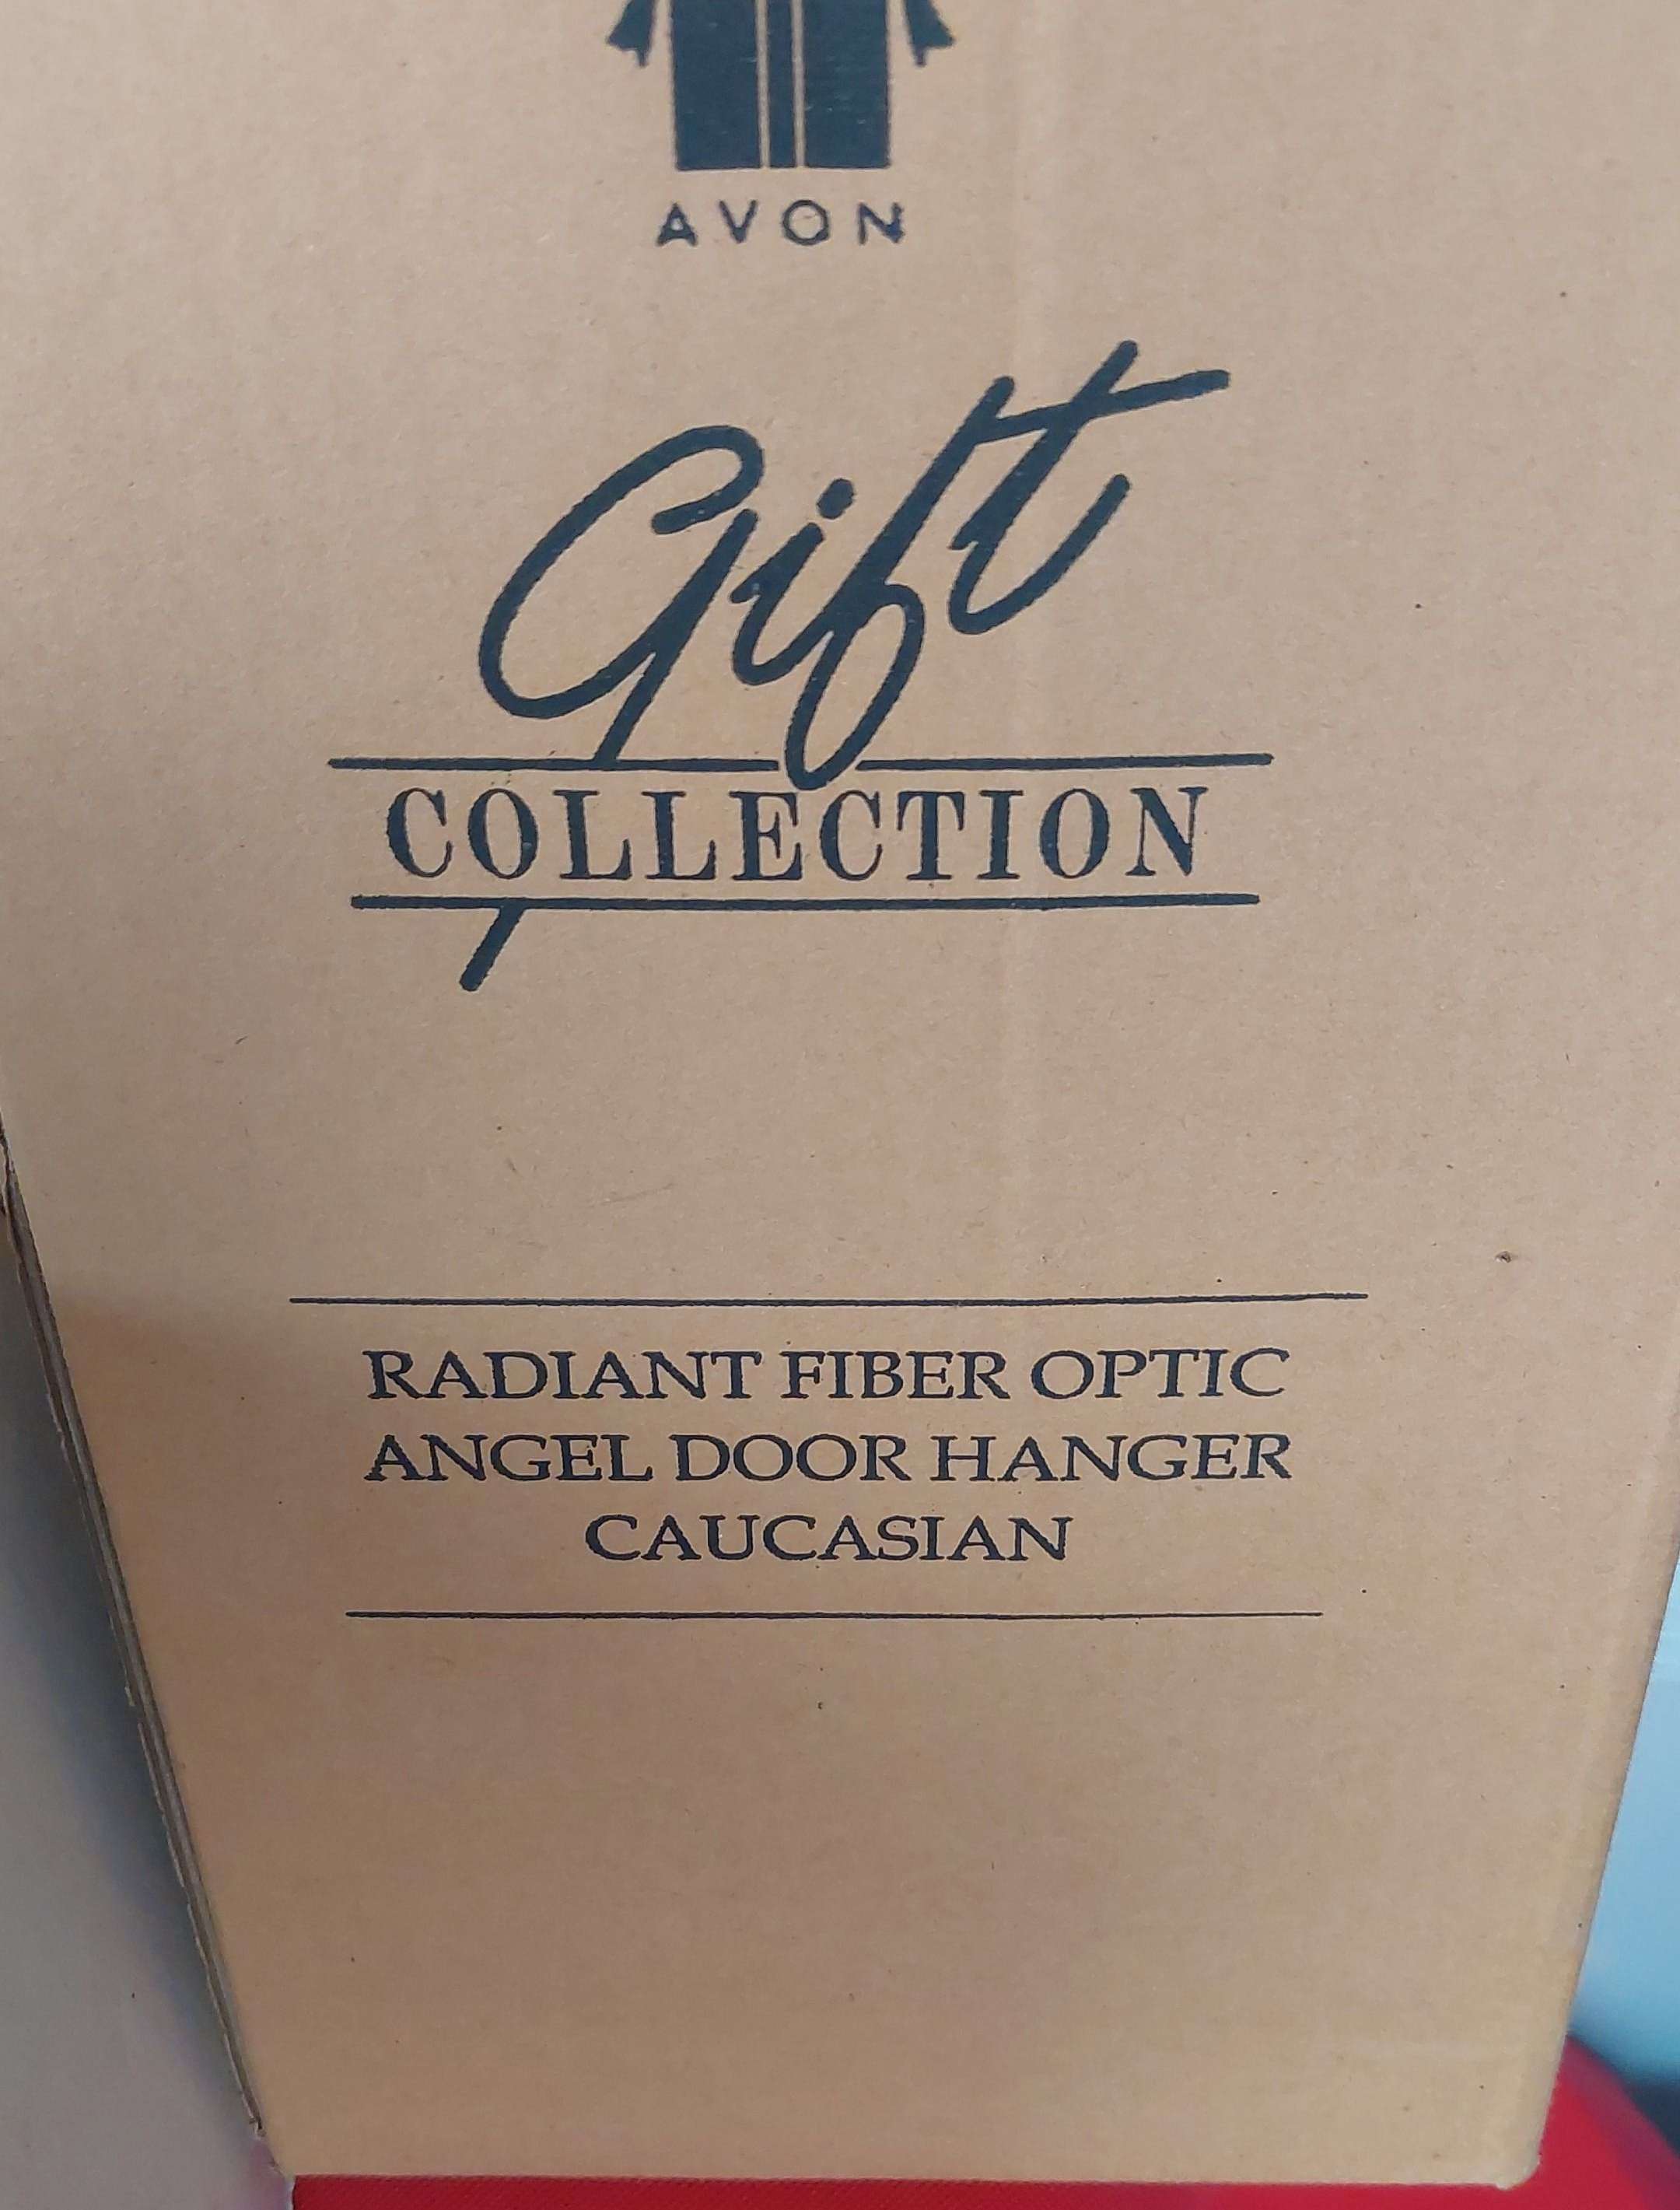 AVON
Gift
COLLECTION
RADIANT FIBER OPTIC
ANGEL DOOR HANGER
CAUCASIAN